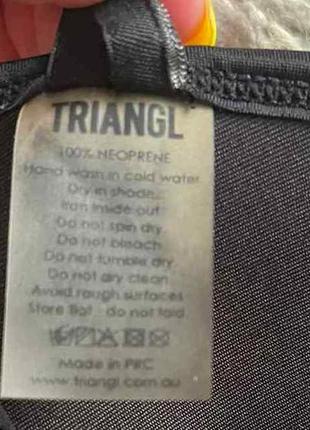 TRIANGL
100% NEOPRENE
Hand wash in cold water
Dry in shade
Iron inside out
Do not spin dry
Do not bleach
Do not tumble dry
Do not dry clean
Avoid rough surfaces
Store flat - do not fold
Made in PRC
www.triangl.com.au